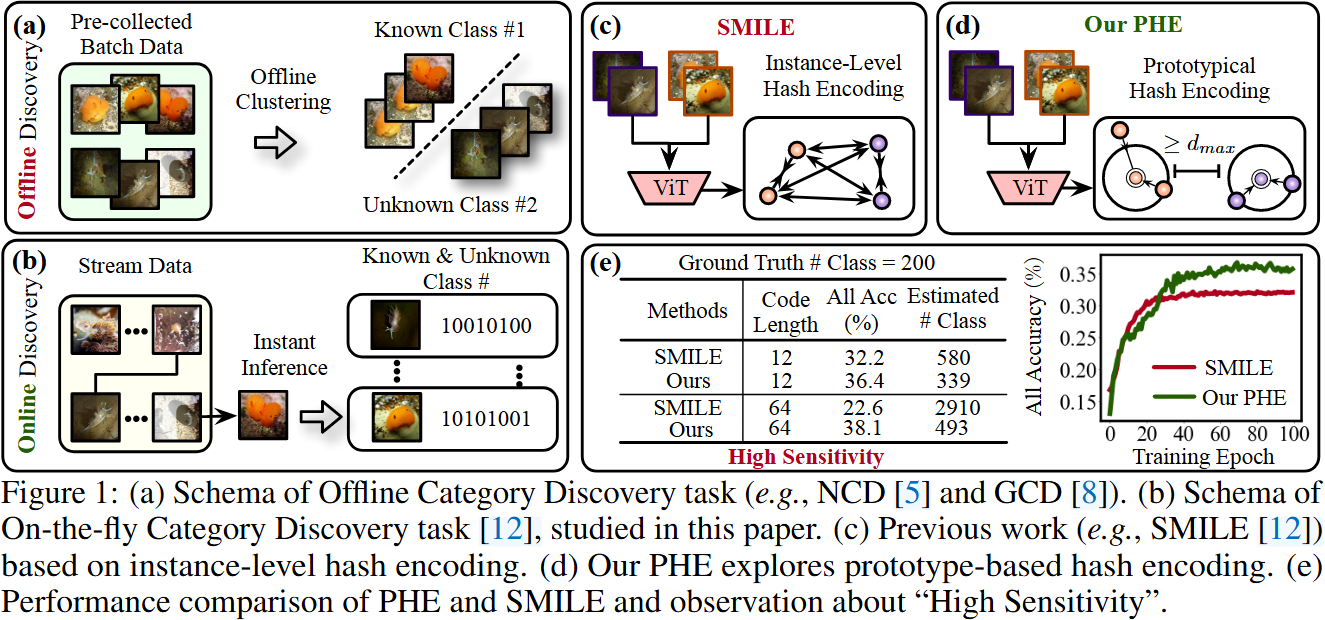 (a)
Offline Discovery
Pre-collected
Batch Data
Offline
Clustering
Known Class #1
Unknown Class #2
(b)
Online Discovery
Stream Data
Instant
Inference
Known & Unknown
Class #
10010100
10101001
(c)
SMILE
Instance-Level
Hash Encoding
ViT
(d)
Our PHE
Prototypical
Hash Encoding
≥ dmax
ViT
(e)
Ground Truth # Class = 200
Methods Code Length All Acc (%) Estimated # Class
SMILE 12 32.2 580
Ours 12 36.4 339
SMILE 64 22.6 2910
Ours 64 38.1 493
High Sensitivity
All Accuracy (%)
0.35
0.30
0.25
0.20
0.15
SMILE
Our PHE
0 20 40 60 80 100
Training Epoch
Figure 1: (a) Schema of Offline Category Discovery task (e.g., NCD [5] and GCD [8]). (b) Schema of
On-the-fly Category Discovery task [12], studied in this paper. (c) Previous work (e.g., SMILE [12])
based on instance-level hash encoding. (d) Our PHE explores prototype-based hash encoding. (e)
Performance comparison of PHE and SMILE and observation about “High Sensitivity”.